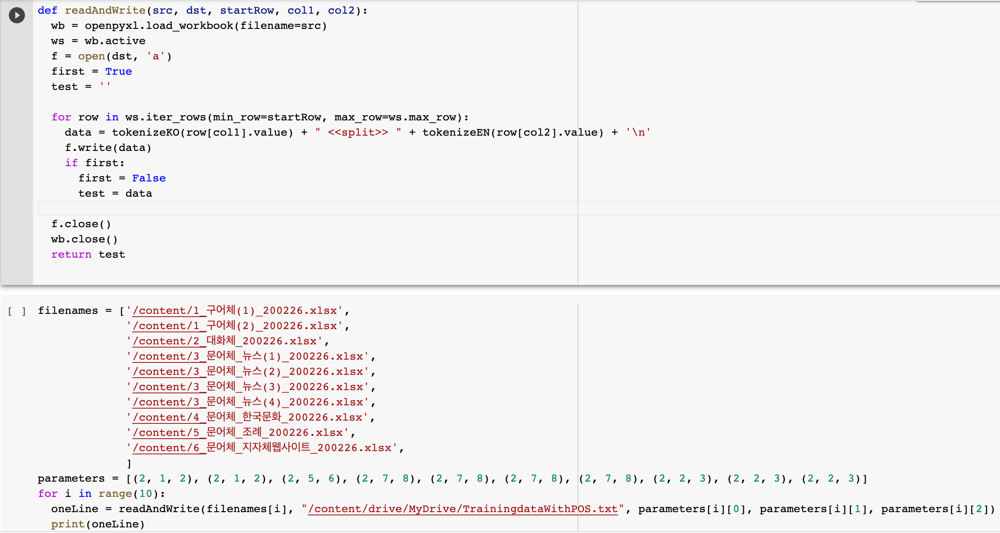 def readAndWrite(src, dst, startRow, col1, col2):
  wb = openpyxl.load_workbook(filename=src)
  ws = wb.active
  f = open(dst, 'a')
  first = True
  test = ''
  for row in ws.iter_rows(min_row=startRow, max_row=ws.max_row):
    data = tokenizeKO(row[col1].value) + " <<split>> " + tokenizeEN(row[col2].value) + '\n'
    f.write(data)
    if first:
      first = False
      test = data
  f.close()
  wb.close()
  return test
[ ] filenames = ['/content/1_구어체(1)_200226.xlsx',
             '/content/1_구어체(2)_200226.xlsx',
             '/content/2_대화체_200226.xlsx',
             '/content/3_문어체_뉴스(1)_200226.xlsx',
             '/content/3_문어체_뉴스(2)_200226.xlsx',
             '/content/3_문어체_뉴스(3)_200226.xlsx',
             '/content/3_문어체_뉴스(4)_200226.xlsx',
             '/content/4_문어체_한국문화_200226.xlsx',
             '/content/5_문어체_조례_200226.xlsx',
             '/content/6_문어체_지자체웹사이트_200226.xlsx',
             ]
parameters = [(2, 1, 2), (2, 1, 2), (2, 5, 6), (2, 7, 8), (2, 7, 8), (2, 7, 8), (2, 7, 8), (2, 2, 3), (2, 2, 3), (2, 2, 3)]
for i in range(10):
  oneLine = readAndWrite(filenames[i], "/content/drive/MyDrive/TrainingdataWithPOS.txt", parameters[i][0], parameters[i][1], parameters[i][2])
  print(oneLine)